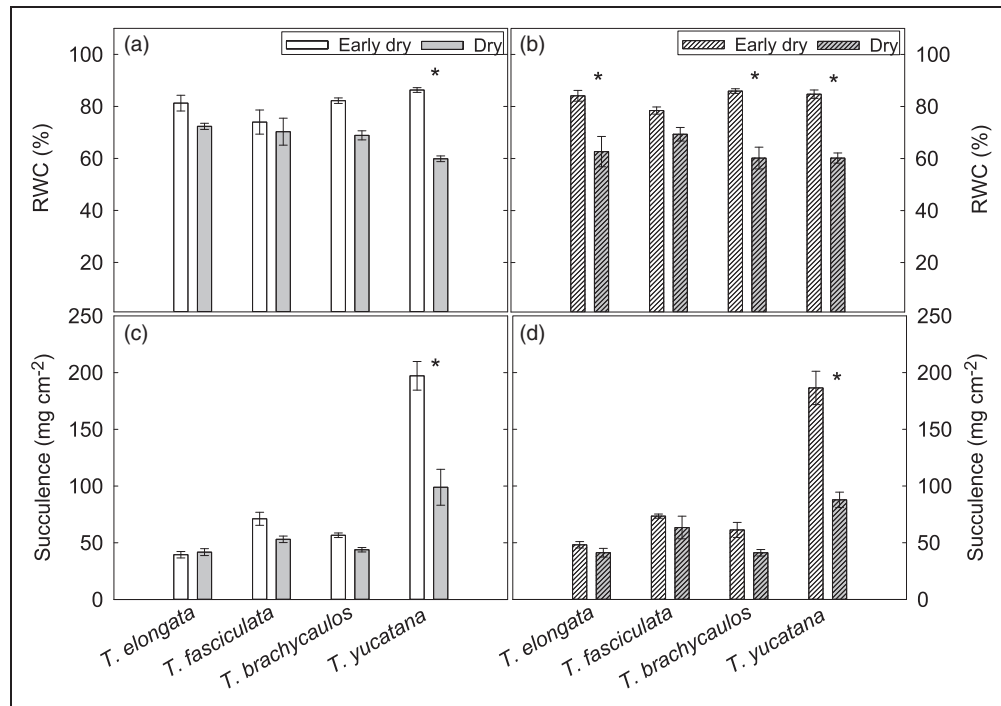 (a)
Early dry Dry
*
100
80
60
40
20
RWC (%)
(b)
Early dry Dry
* * *
100
80
60
40
20
RWC (%)
(c)
*
250
200
150
100
50
0
Succulence (mg cm-2)
(d)
*
250
200
150
100
50
0
Succulence (mg cm-2)
T. elongata
T. fasciculata
T. brachycaulos
T. yucatana
T. elongata
T. fasciculata
T. brachycaulos
T. yucatana